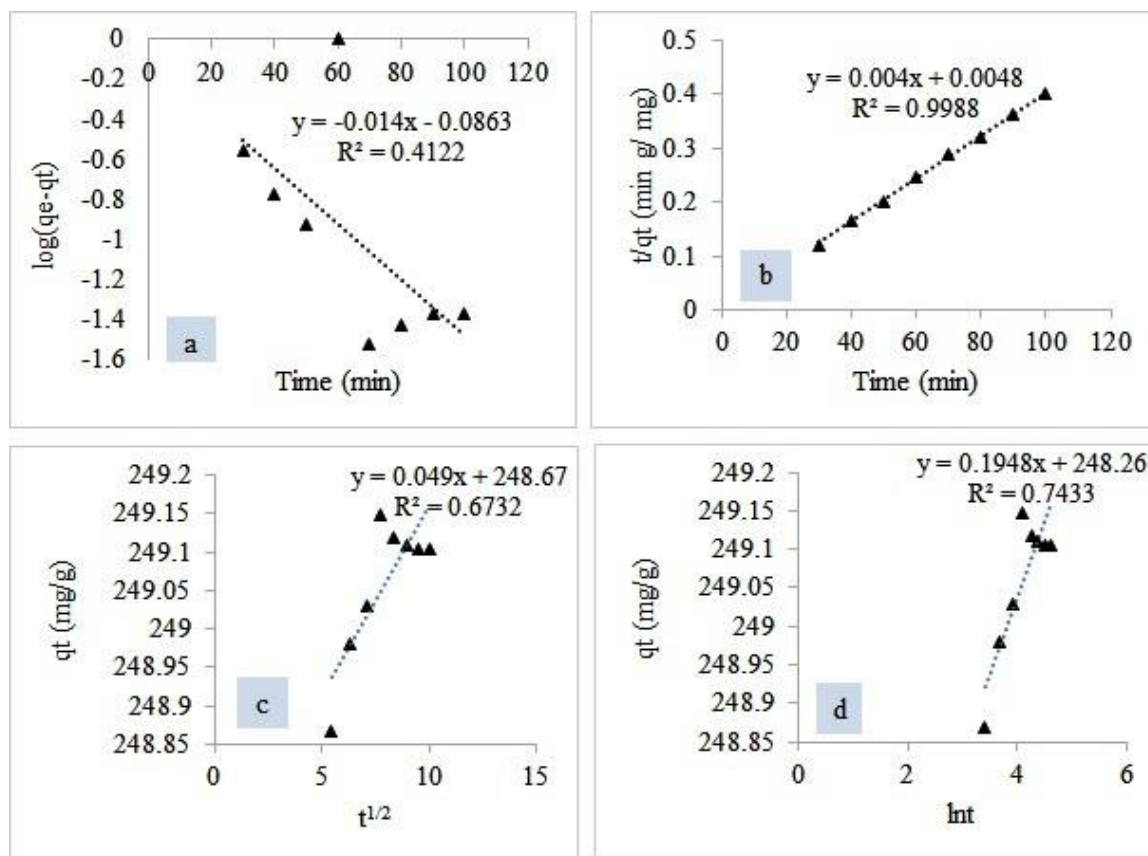 0
-0.2
-0.4
-0.6
-0.8
-1
-1.2
-1.4
-1.6
0 20 40 60 80 100 120
y = -0.014x - 0.0863
R² = 0.4122
log(qe-qt)
a
Time (min)
0.5
0.4
0.3
0.2
0.1
0
y = 0.004x + 0.0048
R² = 0.9988
t/qt (min g/ mg)
b
0 20 40 60 80 100 120
Time (min)
249.2
249.15
249.1
249.05
249
248.95
248.9
248.85
y = 0.049x + 248.67
R² = 0.6732
qt (mg/g)
c
0 5 10 15
t^1/2
249.2
249.15
249.1
249.05
249
248.95
248.9
248.85
y = 0.1948x + 248.26
R² = 0.7433
qt (mg/g)
d
0 2 4 6
lnt